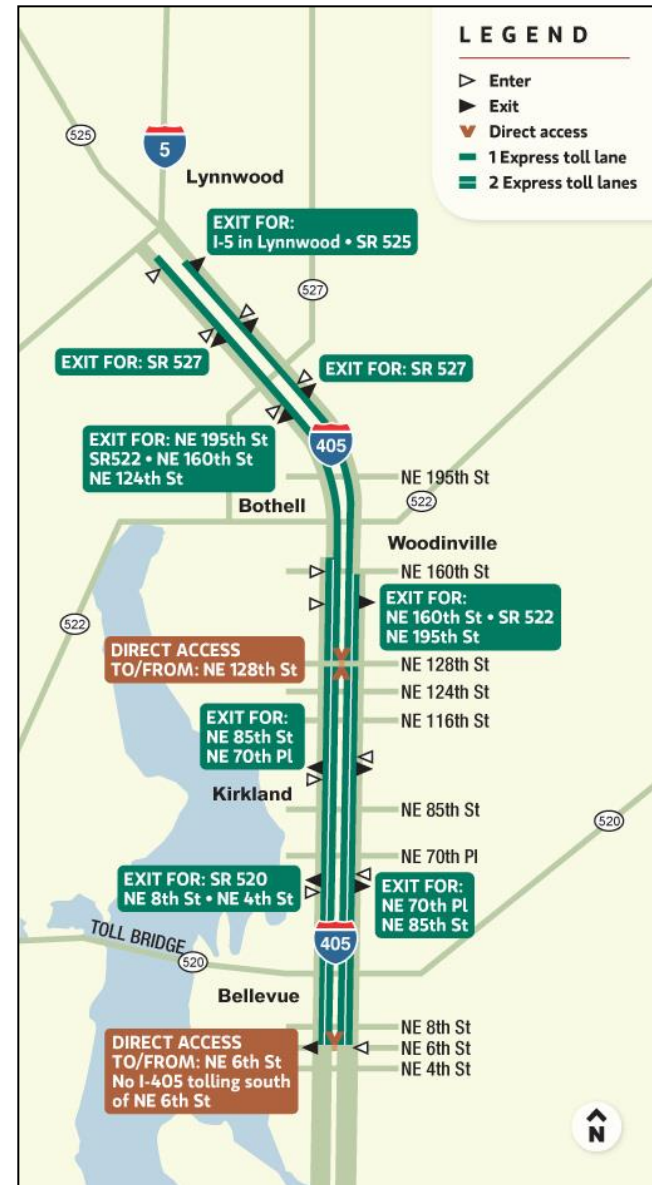 LEGEND
Enter
Exit
Direct access
1 Express toll lane
2 Express toll lanes
525
5
Lynnwood
EXIT FOR:
I-5 in Lynnwood • SR 525
527
EXIT FOR: SR 527
EXIT FOR: SR 527
EXIT FOR: NE 195th St
SR522 • NE 160th St
NE 124th St
405
NE 195th St
522
Bothell
Woodinville
NE 160th St
EXIT FOR:
NE 160th St • SR 522
NE 195th St
522
DIRECT ACCESS
TO/FROM: NE 128th St
NE 128th St
NE 124th St
NE 116th St
EXIT FOR:
NE 85th St
NE 70th Pl
Kirkland
NE 85th St
520
NE 70th Pl
EXIT FOR: SR 520
NE 8th St • NE 4th St
EXIT FOR:
NE 70th Pl
NE 85th St
TOLL BRIDGE
520
405
Bellevue
NE 8th St
NE 6th St
NE 4th St
DIRECT ACCESS
TO/FROM: NE 6th St
No I-405 tolling south
of NE 6th St
N